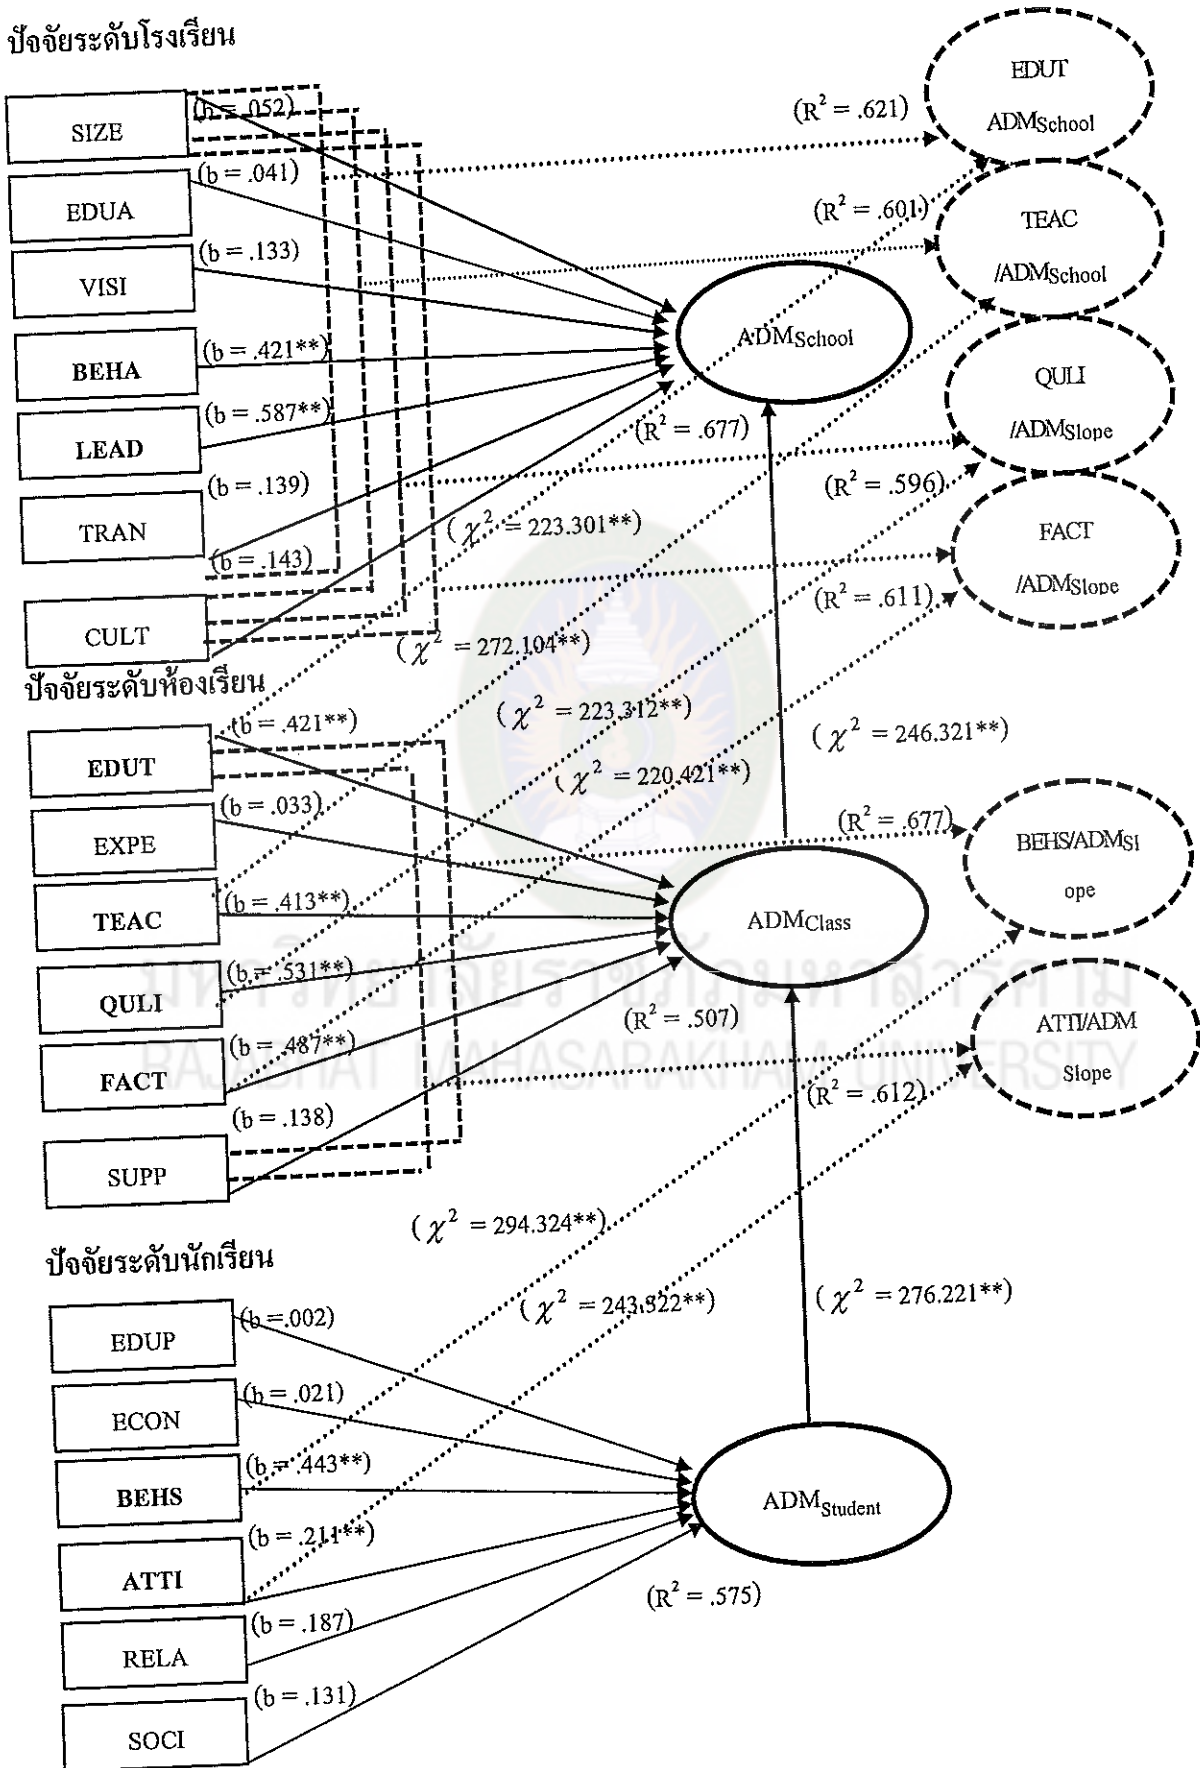 ปัจจัยระดับโรงเรียน
SIZE
(b = .052)
EDUA
(b = .041)
VISI
(b = .133)
BEHA
(b = .421**)
LEAD
(b = .587**)
TRAN
(b = .139)
CULT
(b = .143)
ADMSchool
(R² = .677)
(R² = .621)
EDUT
ADMSchool
(R² = .601)
TEAC
/ADMSchool
QULI
/ADMSlope
(R² = .596)
FACT
/ADMSlope
(R² = .611)
(χ² = 223.301**)
(χ² = 272.104**)
(χ² = 223.312**)
(χ² = 220.421**)
(χ² = 246.321**)
ปัจจัยระดับห้องเรียน
EDUT
(b = .421**)
EXPE
(b = .033)
TEAC
(b = .413**)
QULI
(b = .531**)
FACT
(b = .487**)
SUPP
(b = .138)
ADMClass
(R² = .507)
(R² = .677)
BEHS/ADMSl
ope
(R² = .612)
ATTI/ADM
Slope
มหาวิทยาลัยราชภัฏมหาสารคาม
RAJABHAT MAHASARAKHAM UNIVERSITY
(χ² = 294.324**)
(χ² = 243.522**)
(χ² = 276.221**)
ปัจจัยระดับนักเรียน
EDUP
(b = .002)
ECON
(b = .021)
BEHS
(b = .443**)
ATTI
(b = .211**)
RELA
(b = .187)
SOCI
(b = .131)
ADMStudent
(R² = .575)